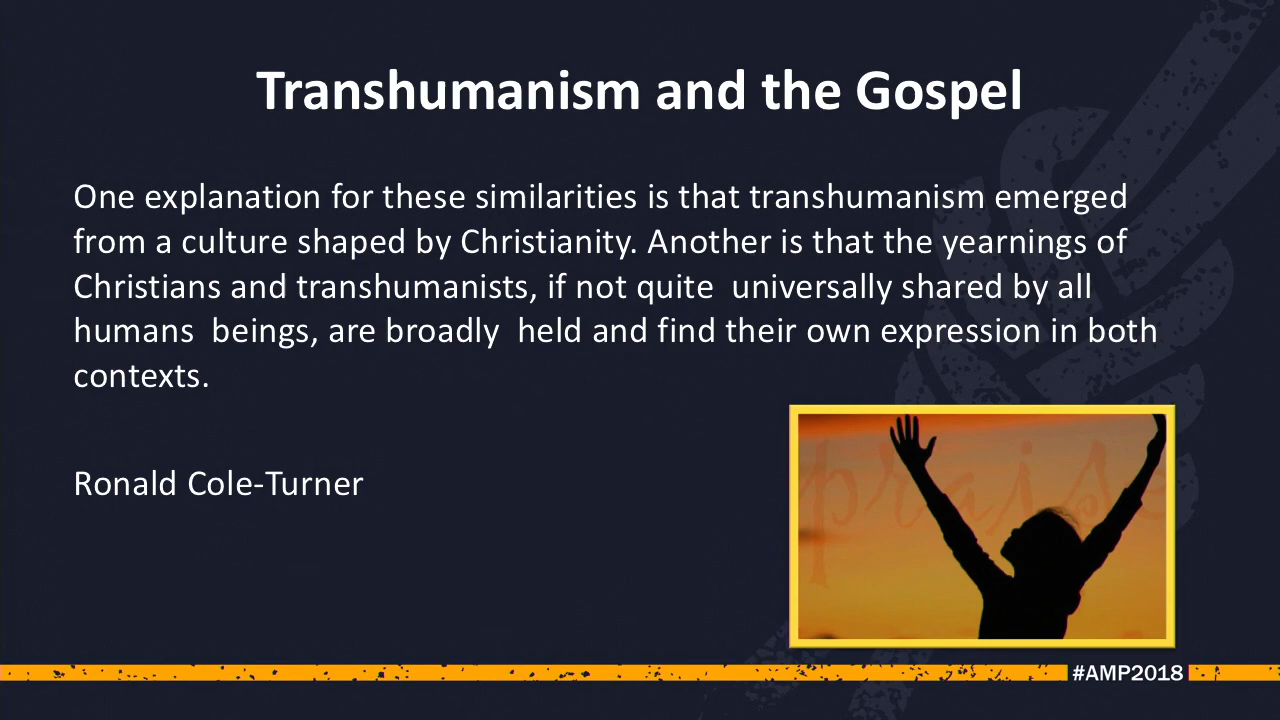 Transhumanism and the Gospel
One explanation for these similarities is that transhumanism emerged
from a culture shaped by Christianity. Another is that the yearnings of
Christians and transhumanists, if not quite  universally shared by all
humans  beings, are broadly  held and find their own expression in both
contexts.
Ronald Cole-Turner
praise
#AMP2018